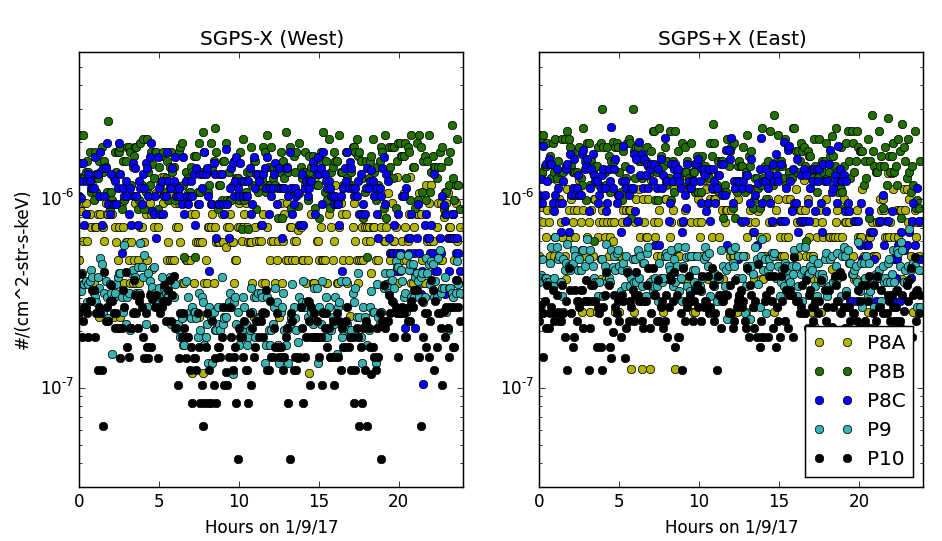 SGPS-X (West)
SGPS+X (East)
#/(cm^2-str-s-keV)
10^-6
10^-7
0 5 10 15 20
Hours on 1/9/17
10^-6
10^-7
0 5 10 15 20
Hours on 1/9/17
P8A
P8B
P8C
P9
P10